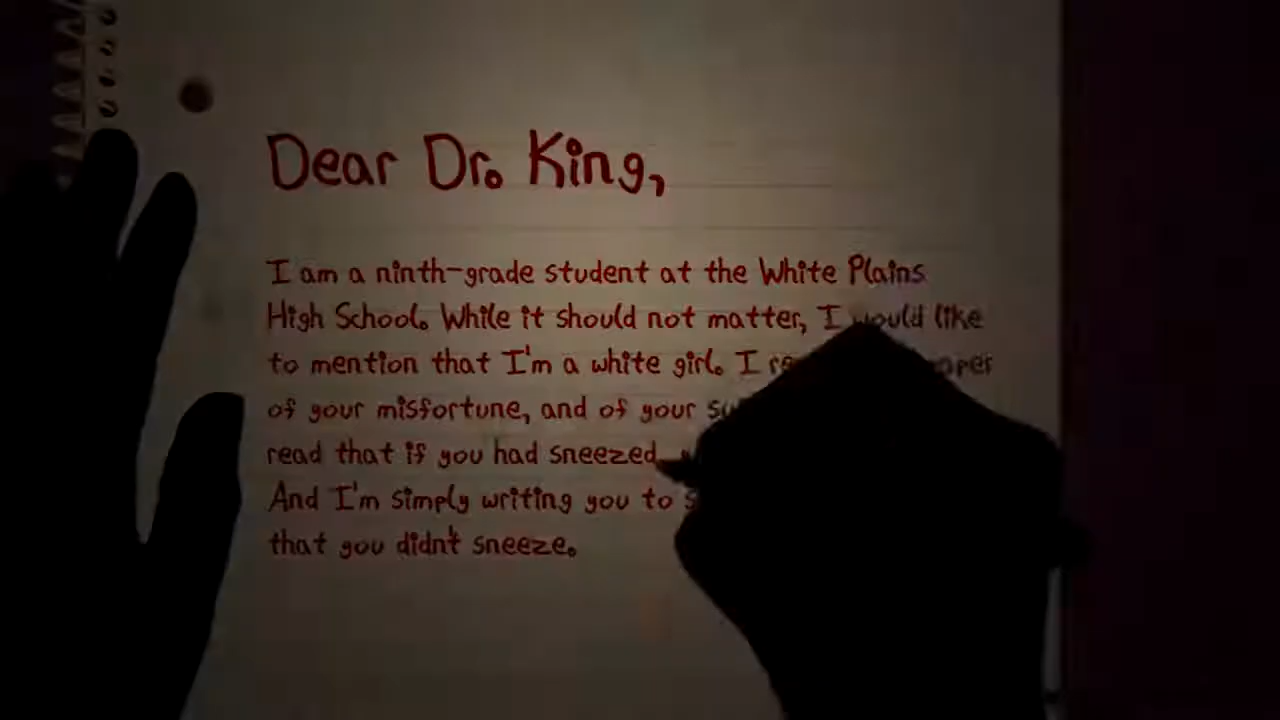 Dear Dr. King,
I am a ninth-grade student at the White Plains
High School. While it should not matter, I would like
to mention that I'm a white girl. I
of your misfortune, and of your
read that if you had sneezed
And I'm simply writing you to
that you didn't sneeze.